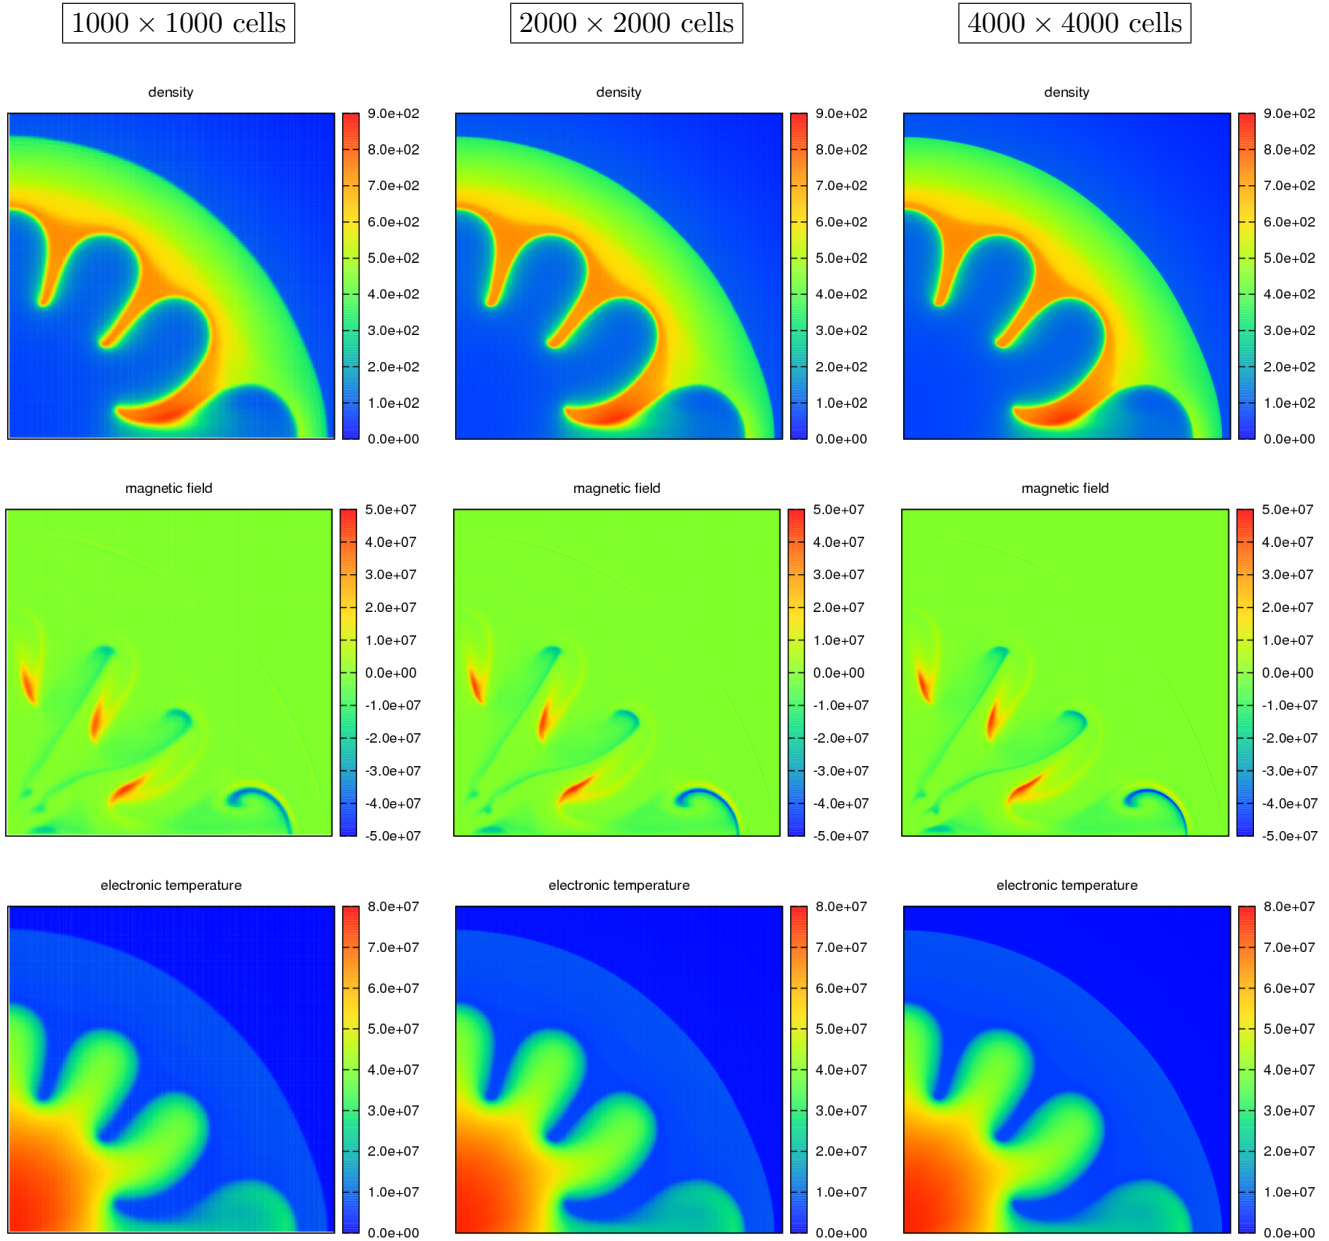 1000 × 1000 cells
2000 × 2000 cells
4000 × 4000 cells
density
9.0e+02
8.0e+02
7.0e+02
6.0e+02
5.0e+02
4.0e+02
3.0e+02
2.0e+02
1.0e+02
0.0e+00
density
9.0e+02
8.0e+02
7.0e+02
6.0e+02
5.0e+02
4.0e+02
3.0e+02
2.0e+02
1.0e+02
0.0e+00
density
9.0e+02
8.0e+02
7.0e+02
6.0e+02
5.0e+02
4.0e+02
3.0e+02
2.0e+02
1.0e+02
0.0e+00
magnetic field
5.0e+07
4.0e+07
3.0e+07
2.0e+07
1.0e+07
0.0e+00
-1.0e+07
-2.0e+07
-3.0e+07
-4.0e+07
-5.0e+07
magnetic field
5.0e+07
4.0e+07
3.0e+07
2.0e+07
1.0e+07
0.0e+00
-1.0e+07
-2.0e+07
-3.0e+07
-4.0e+07
-5.0e+07
magnetic field
5.0e+07
4.0e+07
3.0e+07
2.0e+07
1.0e+07
0.0e+00
-1.0e+07
-2.0e+07
-3.0e+07
-4.0e+07
-5.0e+07
electronic temperature
8.0e+07
7.0e+07
6.0e+07
5.0e+07
4.0e+07
3.0e+07
2.0e+07
1.0e+07
0.0e+00
electronic temperature
8.0e+07
7.0e+07
6.0e+07
5.0e+07
4.0e+07
3.0e+07
2.0e+07
1.0e+07
0.0e+00
electronic temperature
8.0e+07
7.0e+07
6.0e+07
5.0e+07
4.0e+07
3.0e+07
2.0e+07
1.0e+07
0.0e+00